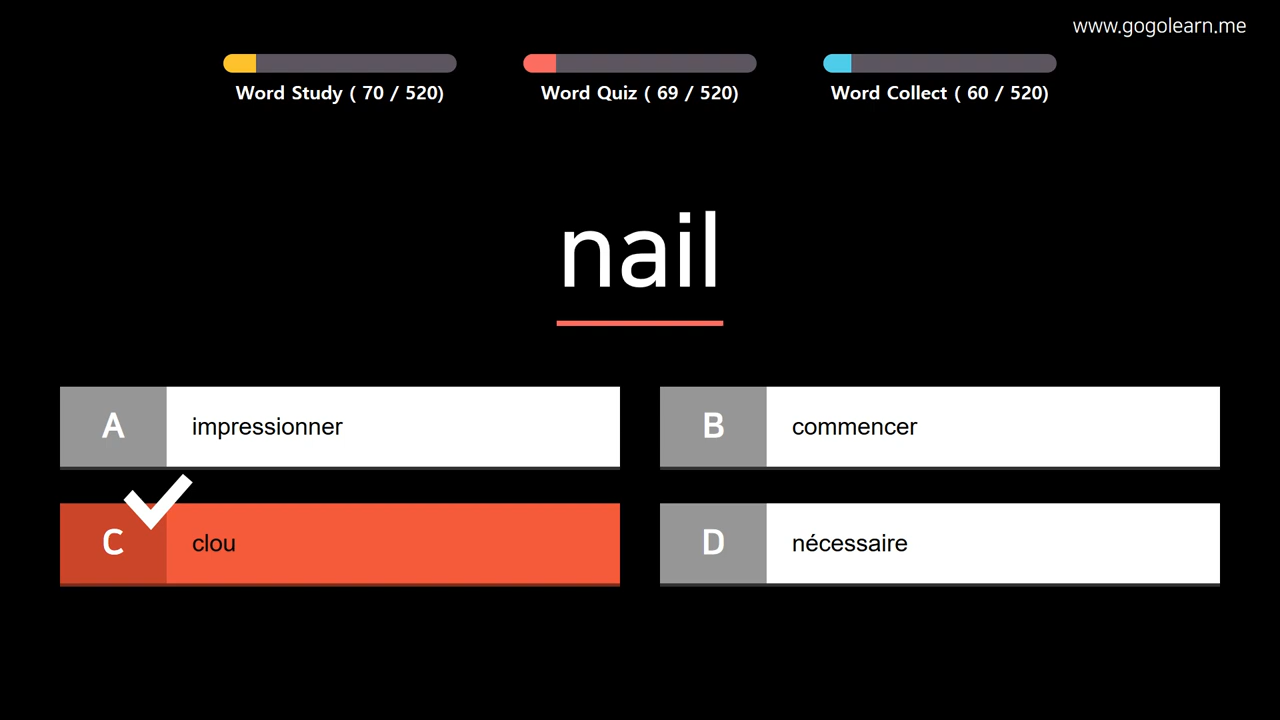 www.gogolearn.me
Word Study ( 70 / 520)
Word Quiz ( 69 / 520)
Word Collect ( 60 / 520)
nail
A impressionner
B commencer
C clou
D nécessaire